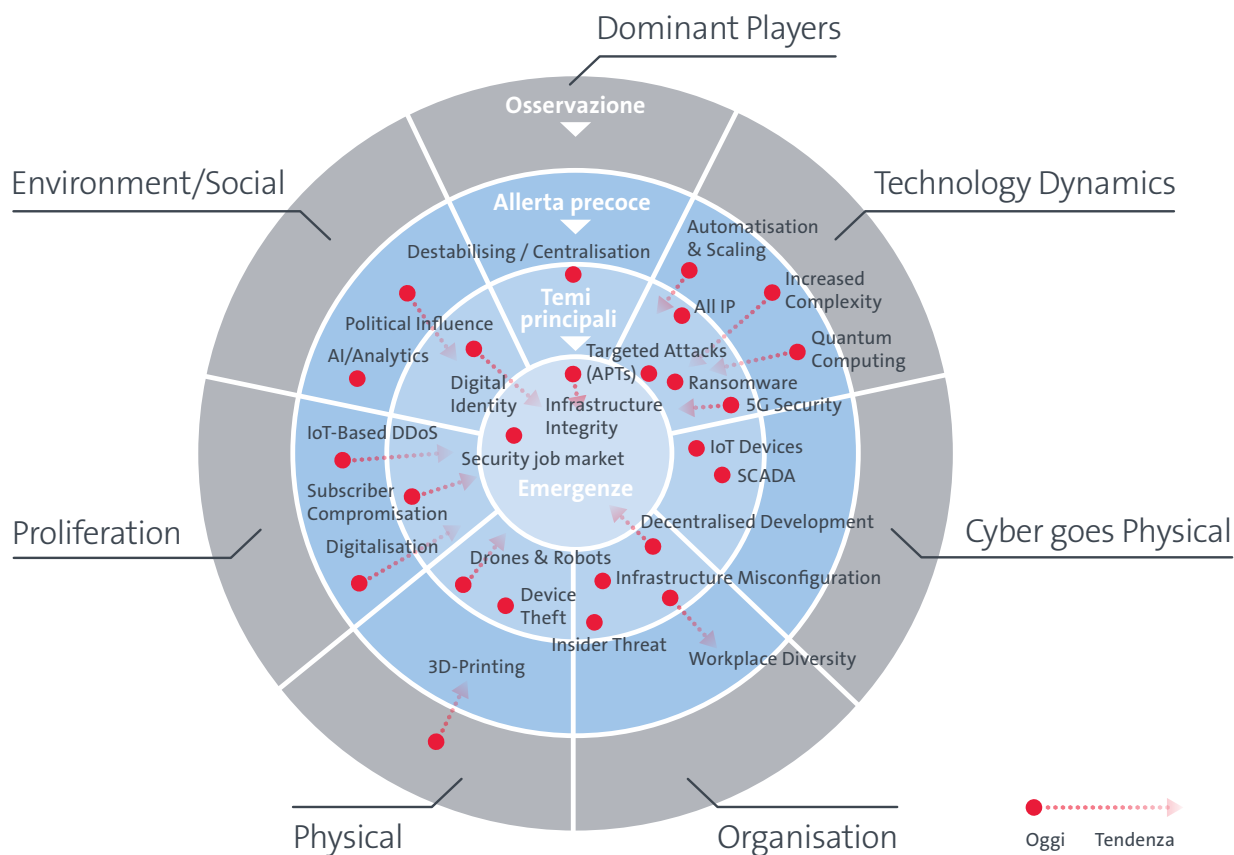 Dominant Players
Osservazione
Environment/Social
Technology Dynamics
Allerta precoce
Automatisation
& Scaling
Destabilising / Centralisation
Increased
Complexity
Temi
principali
All IP
Political Influence
Quantum
Computing
AI/Analytics
Targeted Attacks
(APTs)
Digital
Identity
Ransomware
5G Security
Infrastructure
Integrity
IoT-Based DDoS
IoT Devices
Security job market
SCADA
Emergenze
Subscriber
Compromisation
Decentralised Development
Proliferation
Cyber goes Physical
Digitalisation
Drones & Robots
Infrastructure Misconfiguration
Device
Theft
Insider Threat
Workplace Diversity
3D-Printing
Physical
Organisation
Oggi
Tendenza